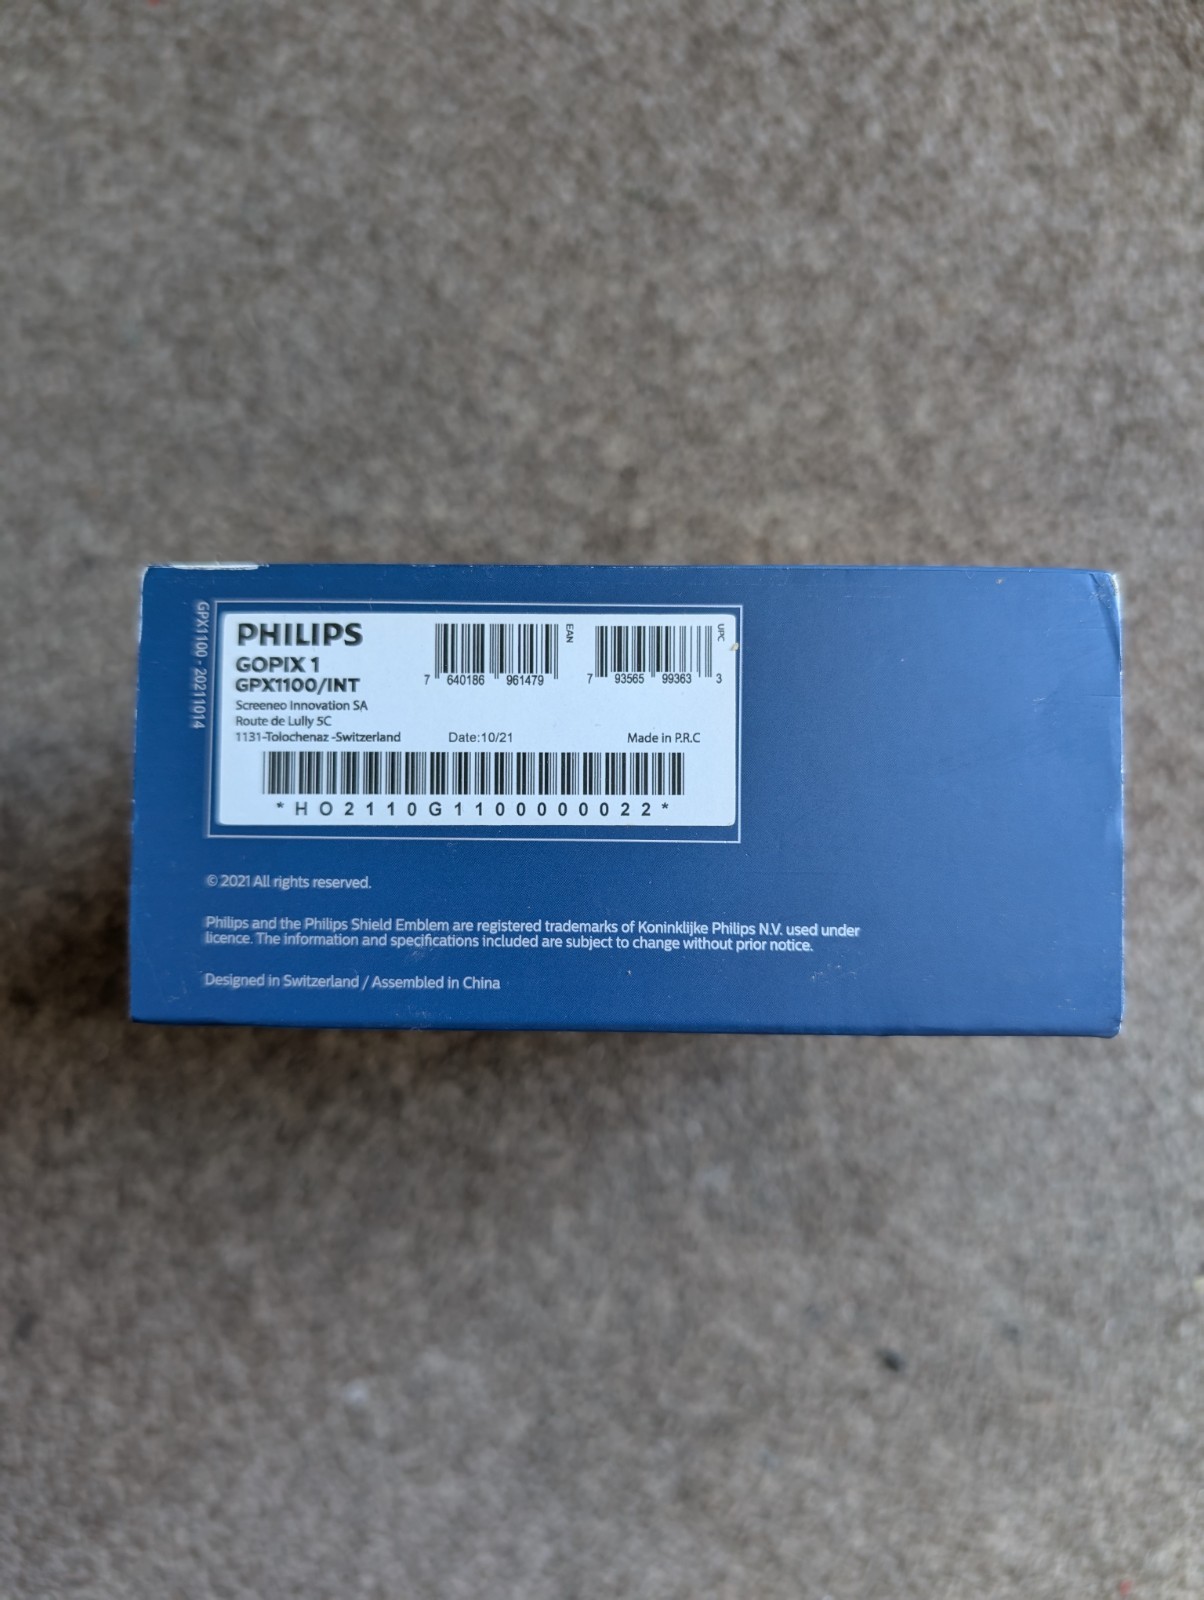 GPX1100 - 20211014
PHILIPS
GOPIX 1
GPX1100/INT
Screeneo Innovation SA
Route de Lully 5C
1131-Tolochenaz -Switzerland
EAN
7 640186 961479
UPC
7 93565 99363 3
Date:10/21
Made in P.R.C
*HO2110G1100000022*
© 2021 All rights reserved.
Philips and the Philips Shield Emblem are registered trademarks of Koninklijke Philips N.V. used under
licence. The information and specifications included are subject to change without prior notice.
Designed in Switzerland / Assembled in China